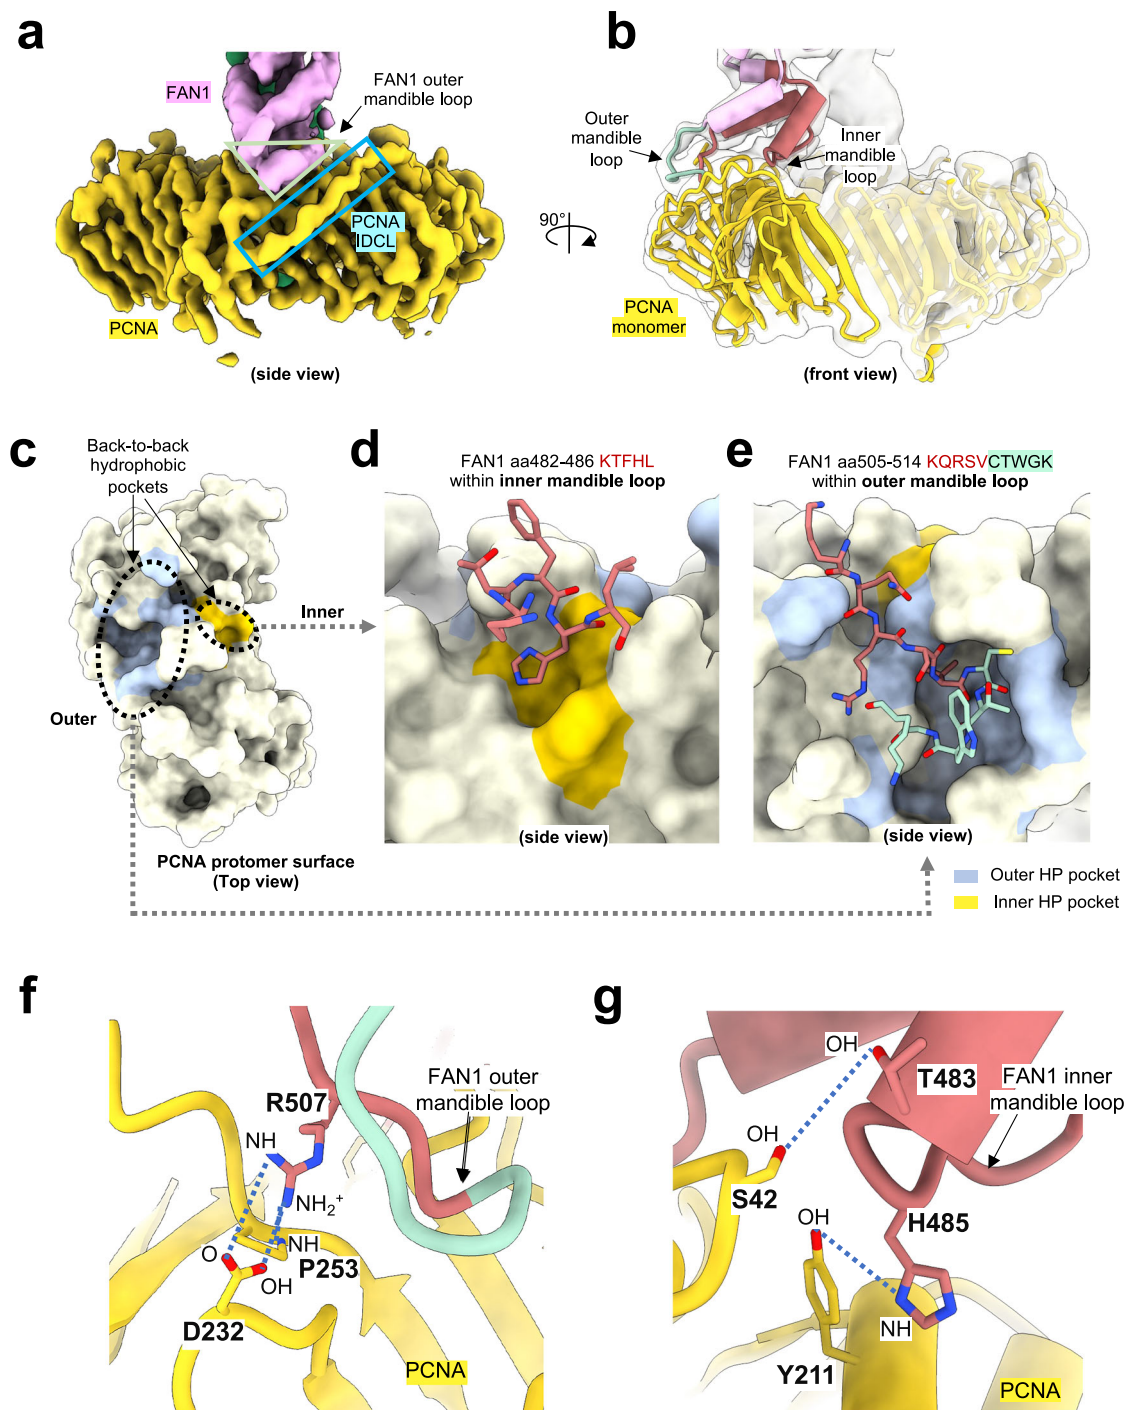 a
FAN1
FAN1 outer
mandible loop
PCNA
IDCL
PCNA
(side view)
90°
b
Outer
mandible
loop
Inner
mandible
loop
PCNA
monomer
(front view)
c
Back-to-back
hydrophobic
pockets
Inner
Outer
PCNA protomer surface
(Top view)
d
FAN1 aa482-486 KTFHL
within inner mandible loop
(side view)
e
FAN1 aa505-514 KQRSVCTWGK
within outer mandible loop
(side view)
Outer HP pocket
Inner HP pocket
f
FAN1 outer
mandible loop
R507
NH
NH2+
NH
O
P253
OH
D232
PCNA
g
OH
T483
FAN1 inner
mandible loop
OH
S42
H485
OH
NH
Y211
PCNA